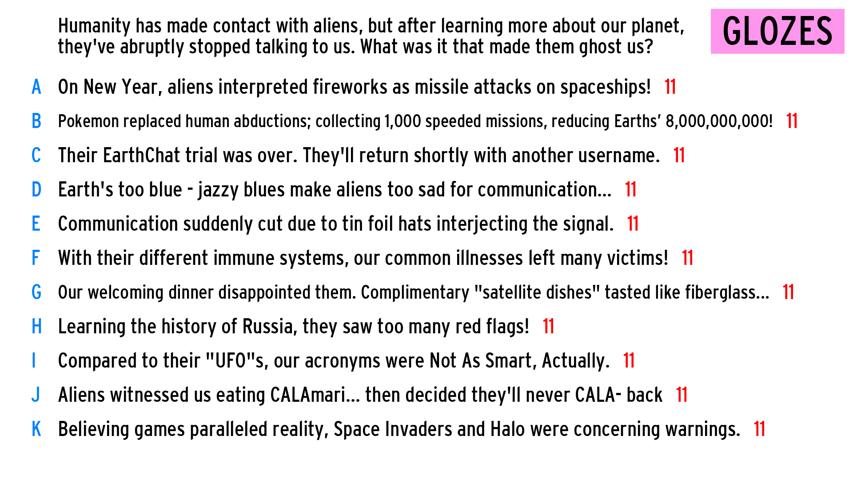 Humanity has made contact with aliens, but after learning more about our planet,
they've abruptly stopped talking to us. What was it that made them ghost us?
GLOZES
A On New Year, aliens interpreted fireworks as missile attacks on spaceships! 11
B Pokemon replaced human abductions; collecting 1,000 speeded missions, reducing Earths' 8,000,000,000! 11
C Their EarthChat trial was over. They'll return shortly with another username. 11
D Earth's too blue - jazzy blues make aliens too sad for communication... 11
E Communication suddenly cut due to tin foil hats interjecting the signal. 11
F With their different immune systems, our common illnesses left many victims! 11
G Our welcoming dinner disappointed them. Complimentary "satellite dishes" tasted like fiberglass... 11
H Learning the history of Russia, they saw too many red flags! 11
I Compared to their "UFO"s, our acronyms were Not As Smart, Actually. 11
J Aliens witnessed us eating CALAmari... then decided they'll never CALA- back 11
K Believing games paralleled reality, Space Invaders and Halo were concerning warnings. 11